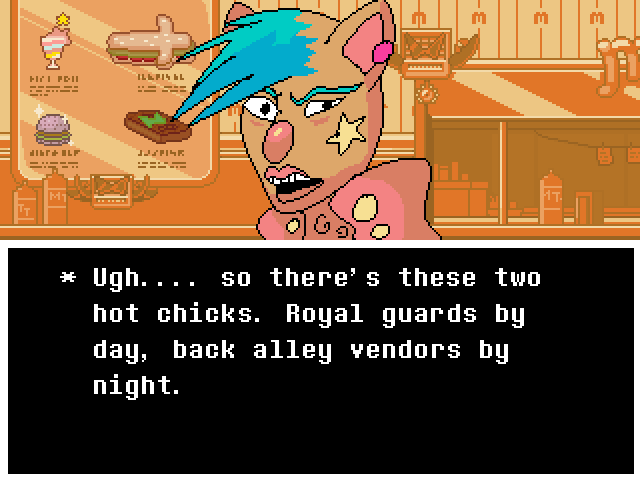 * Ugh.... so there's these two
hot chicks. Royal guards by
day, back alley vendors by
night.